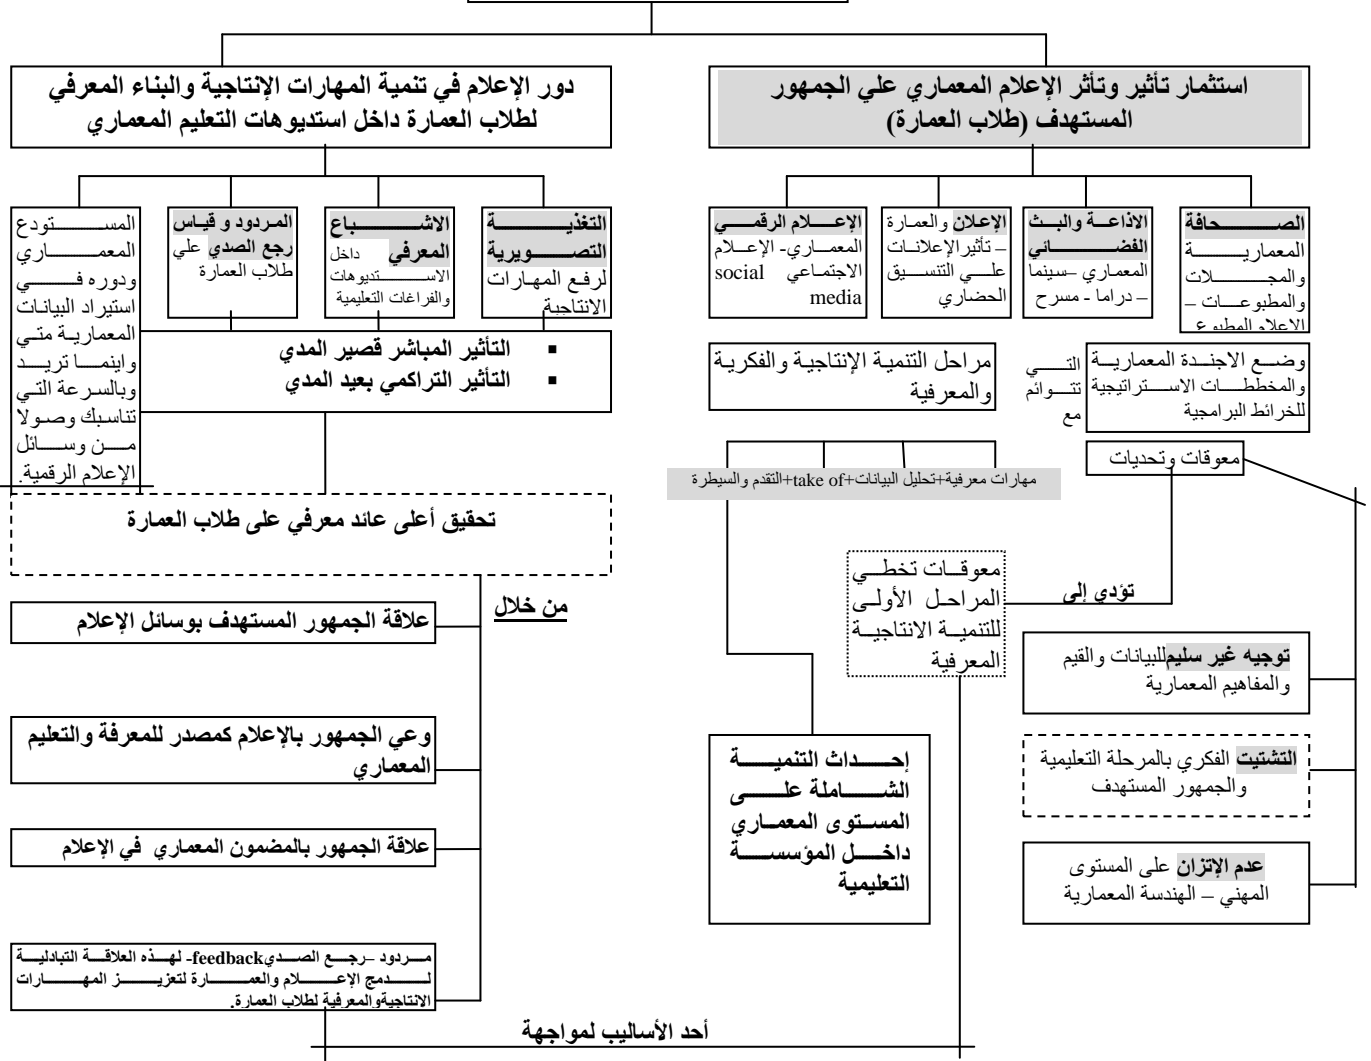 استثمار تأثير وتأثر الإعلام المعماري علي الجمهور
المستهدف (طلاب العمارة)
دور الإعلام في تنمية المهارات الإنتاجية والبناء المعرفي
لطلاب العمارة داخل استديوهات التعليم المعماري
الصحافة
المعمارية
والمجلات
والمطبوعات –
الاعلام المطبوع
الاذاعة والبث
الفضائي
المعماري –سينما
– دراما - مسرح
الإعلان والعمارة
– تأثيرالإعلانات
علي التنسيق
الحضاري
الإعلام الرقمي
المعماري- الإعلام
الاجتماعي social
media
التغذية
التصويرية
لرفع المهارات
الانتاجية
الاشباع
المعرفي داخل
الاستديوهات
والفراغات التعليمية
المردود و قياس
رجع الصدي علي
طلاب العمارة
المستودع
المعماري
ودوره في
استيراد البيانات
المعمارية متي
واينما تريد
وبالسرعة التي
تناسبك وصولا
من وسائل
الإعلام الرقمية.
▪ التأثير المباشر قصير المدي
▪ التأثير التراكمي بعيد المدي
وضع الاجندة المعمارية
والمخططات الاستراتيجية
للخرائط البرامجية
التي
تتوائم
مع
مراحل التنمية الإنتاجية والفكرية
والمعرفية
معوقات وتحديات
مهارات معرفية+تحليل البيانات+take of+التقدم والسيطرة
تحقيق أعلى عائد معرفي على طلاب العمارة
معوقات تخطي
المراحل الأولى
للتنمية الانتاجية
المعرفية
تؤدي إلى
من خلال
علاقة الجمهور المستهدف بوسائل الإعلام
توجيه غير سليمللبيانات والقيم
والمفاهيم المعمارية
وعي الجمهور بالإعلام كمصدر للمعرفة والتعليم
المعماري
التشتيت الفكري بالمرحلة التعليمية
والجمهور المستهدف
إحداث التنمية
الشاملة على
المستوى المعماري
داخل المؤسسة
التعليمية
علاقة الجمهور بالمضمون المعماري في الإعلام
عدم الإتزان على المستوى
المهني – الهندسة المعمارية
مردود –رجع الصديfeedback- لهذه العلاقة التبادلية
لدمج الإعلام والعمارة لتعزيز المهارات
الانتاجيةوالمعرفية لطلاب العمارة.
أحد الأساليب لمواجهة